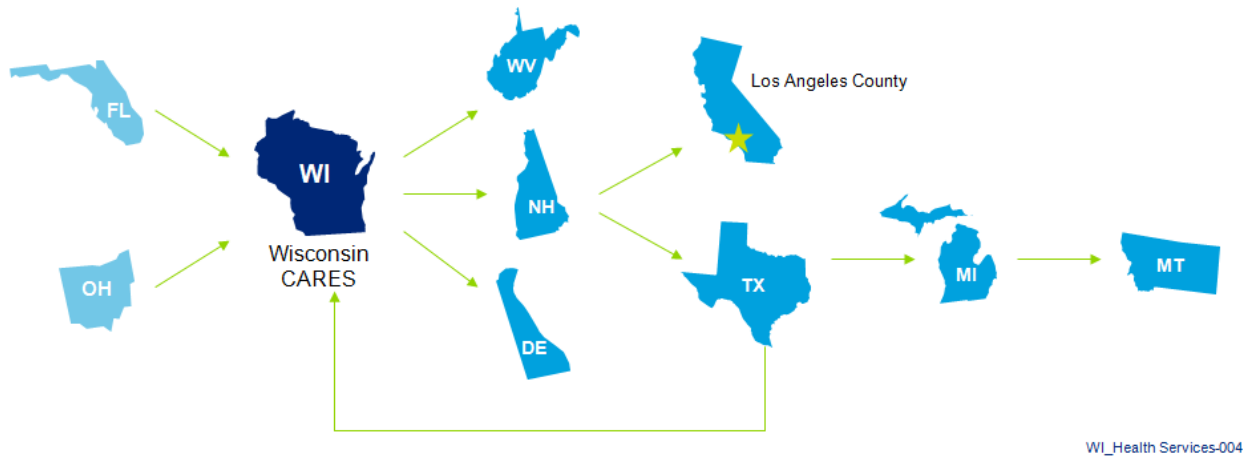 FL
WI
Wisconsin
CARES
OH
WV
NH
DE
Los Angeles County
TX
MI
MT
WI_Health Services-004